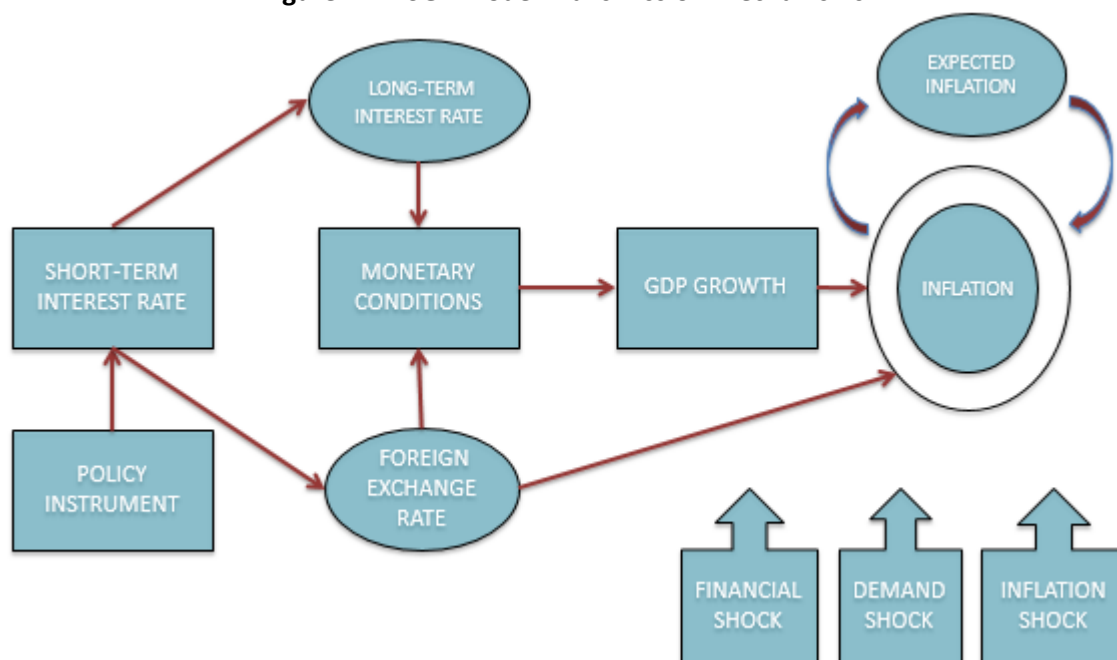 LONG-TERM
INTEREST RATE
EXPECTED
INFLATION
SHORT-TERM
INTEREST RATE
MONETARY
CONDITIONS
GDP GROWTH
INFLATION
POLICY
INSTRUMENT
FOREIGN
EXCHANGE
RATE
FINANCIAL
SHOCK
DEMAND
SHOCK
INFLATION
SHOCK